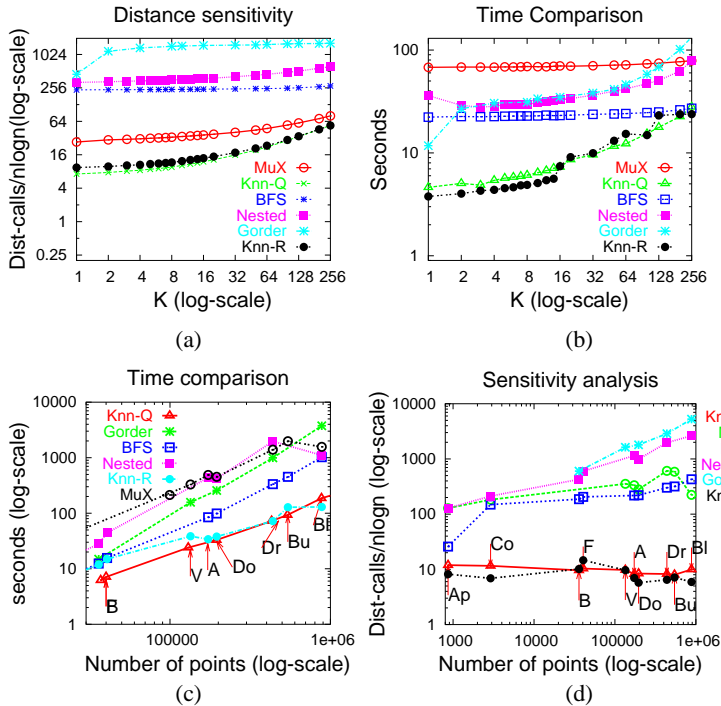 Distance sensitivity
Dist-calls/nlogn(log-scale)
1024
256
64
16
4
1
0.25
MuX
Knn-Q
BFS
Nested
Gorder
Knn-R
1 2 4 8 16 32 64 128 256
K (log-scale)
(a)
Time Comparison
Seconds
100
10
1
MuX
Knn-Q
BFS
Nested
Gorder
Knn-R
1 2 4 8 16 32 64 128 256
K (log-scale)
(b)
Time comparison
seconds (log-scale)
10000
1000
100
10
1
Knn-Q
Gorder
BFS
Nested
Knn-R
MuX
B
V
A
Do
Dr
Bu
Bl
100000 1e+06
Number of points (log-scale)
(c)
Sensitivity analysis
Dist-calls/nlogn (log-scale)
10000
1000
100
10
1
Kn
Ne
Go
Kn
Ap
Co
B
F
V
A
Do
Dr
Bu
Bl
1000 10000 100000 1e+06
Number of points (log-scale)
(d)